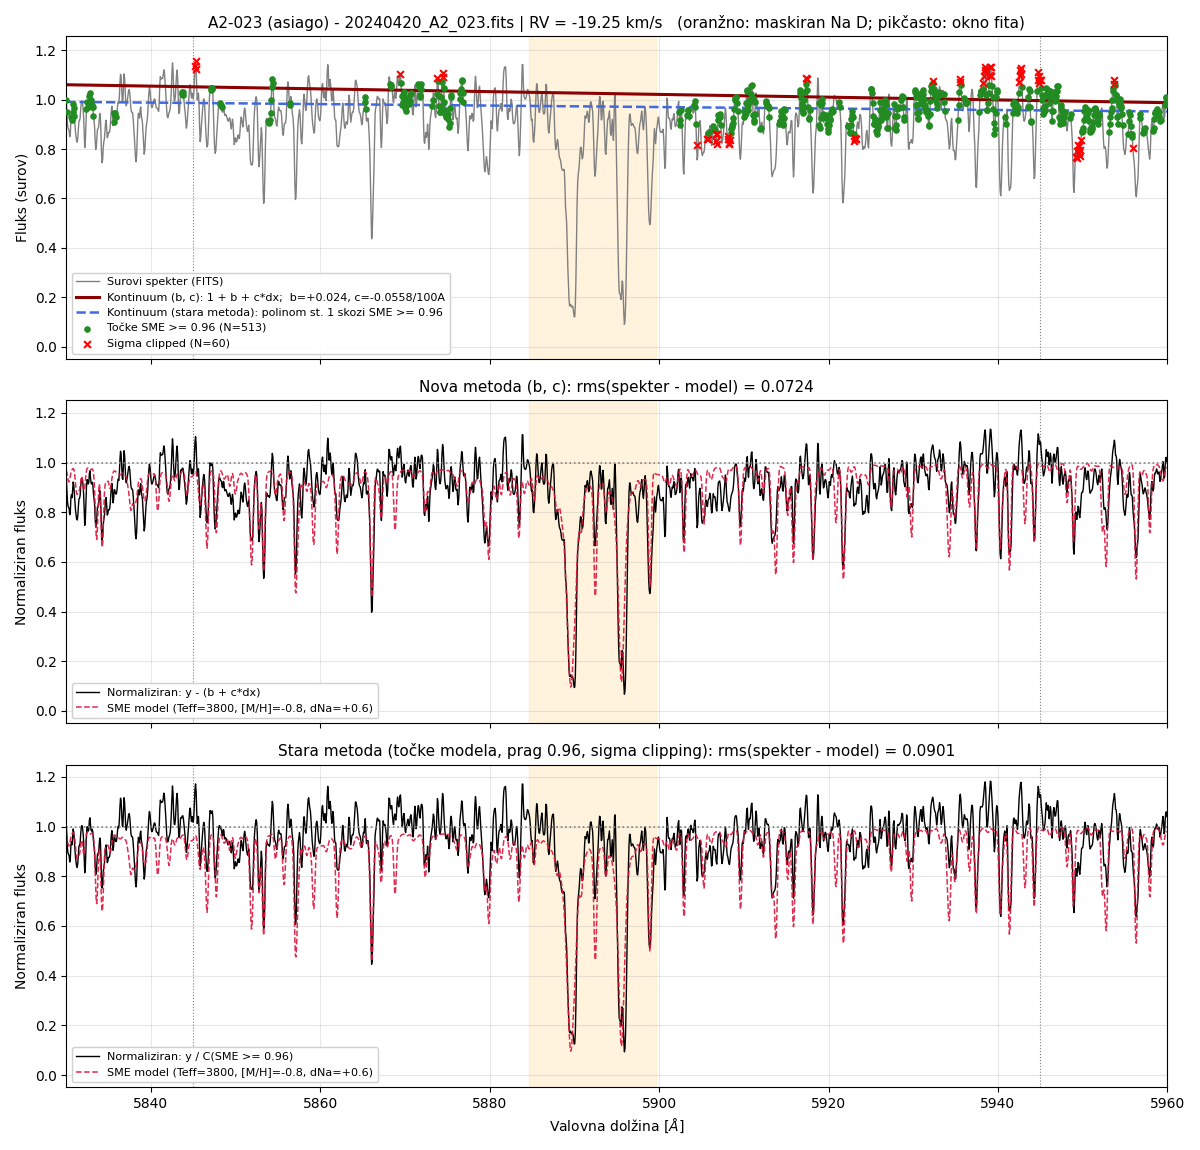 A2-023 (asiago) - 20240420_A2_023.fits | RV = -19.25 km/s   (oranžno: maskiran Na D; pikčasto: okno fita)
1.2
1.0
0.8
0.6
0.4
0.2
0.0
Fluks (surov)
Surovi spekter (FITS)
Kontinuum (b, c): 1 + b + c*dx;  b=+0.024, c=-0.0558/100A
Kontinuum (stara metoda): polinom st. 1 skozi SME >= 0.96
Točke SME >= 0.96 (N=513)
Sigma clipped (N=60)
Nova metoda (b, c): rms(spekter - model) = 0.0724
1.2
1.0
0.8
0.6
0.4
0.2
0.0
Normaliziran fluks
Normaliziran: y - (b + c*dx)
SME model (Teff=3800, [M/H]=-0.8, dNa=+0.6)
Stara metoda (točke modela, prag 0.96, sigma clipping): rms(spekter - model) = 0.0901
1.2
1.0
0.8
0.6
0.4
0.2
0.0
Normaliziran fluks
Normaliziran: y / C(SME >= 0.96)
SME model (Teff=3800, [M/H]=-0.8, dNa=+0.6)
5840 5860 5880 5900 5920 5940 5960
Valovna dolžina [Å]